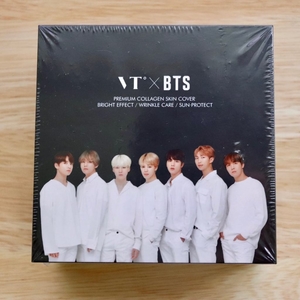 VT® × BTS
PREMIUM COLLAGEN SKIN COVER
BRIGHT EFFECT / WRINKLE CARE / SUN PROTECT